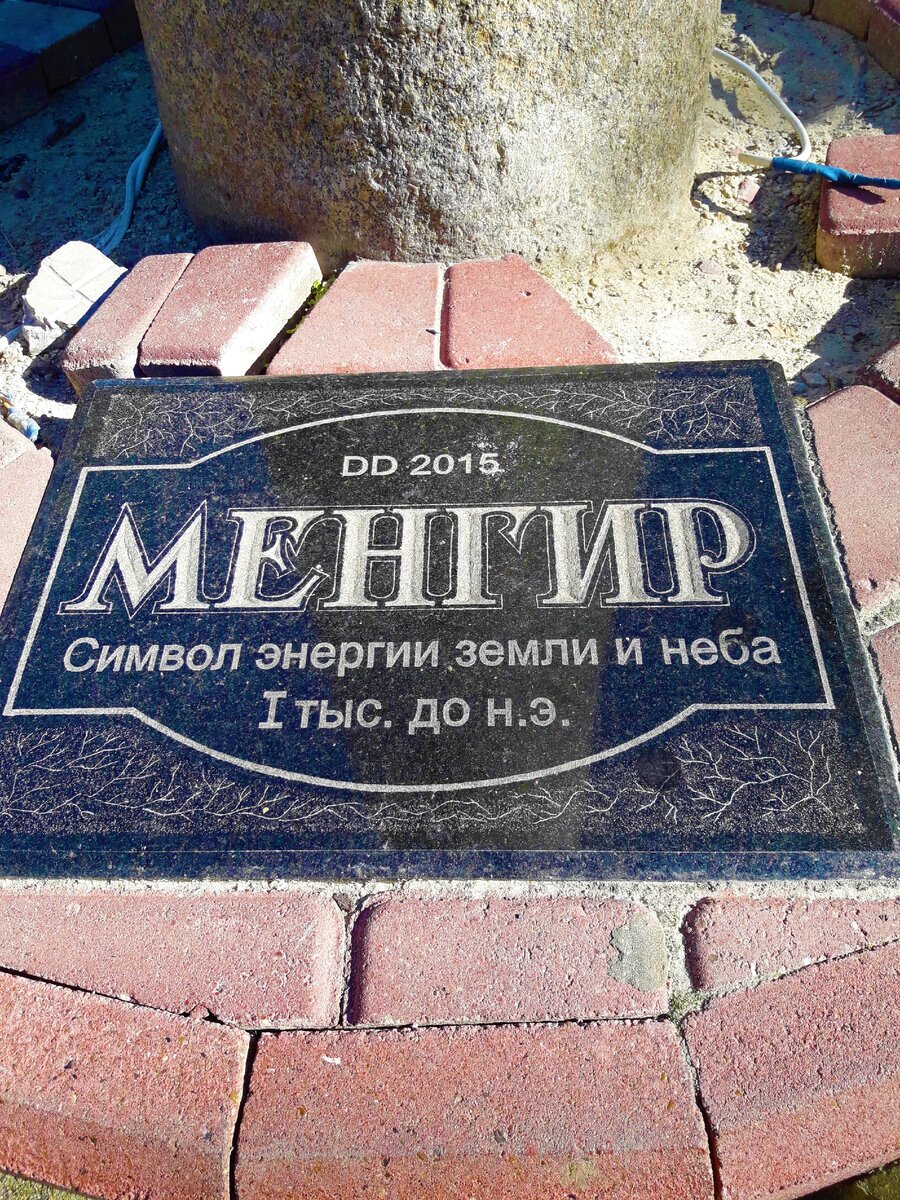 DD 2015
МЕНГИР
Символ энергии земли и неба
I тыс. до н.э.